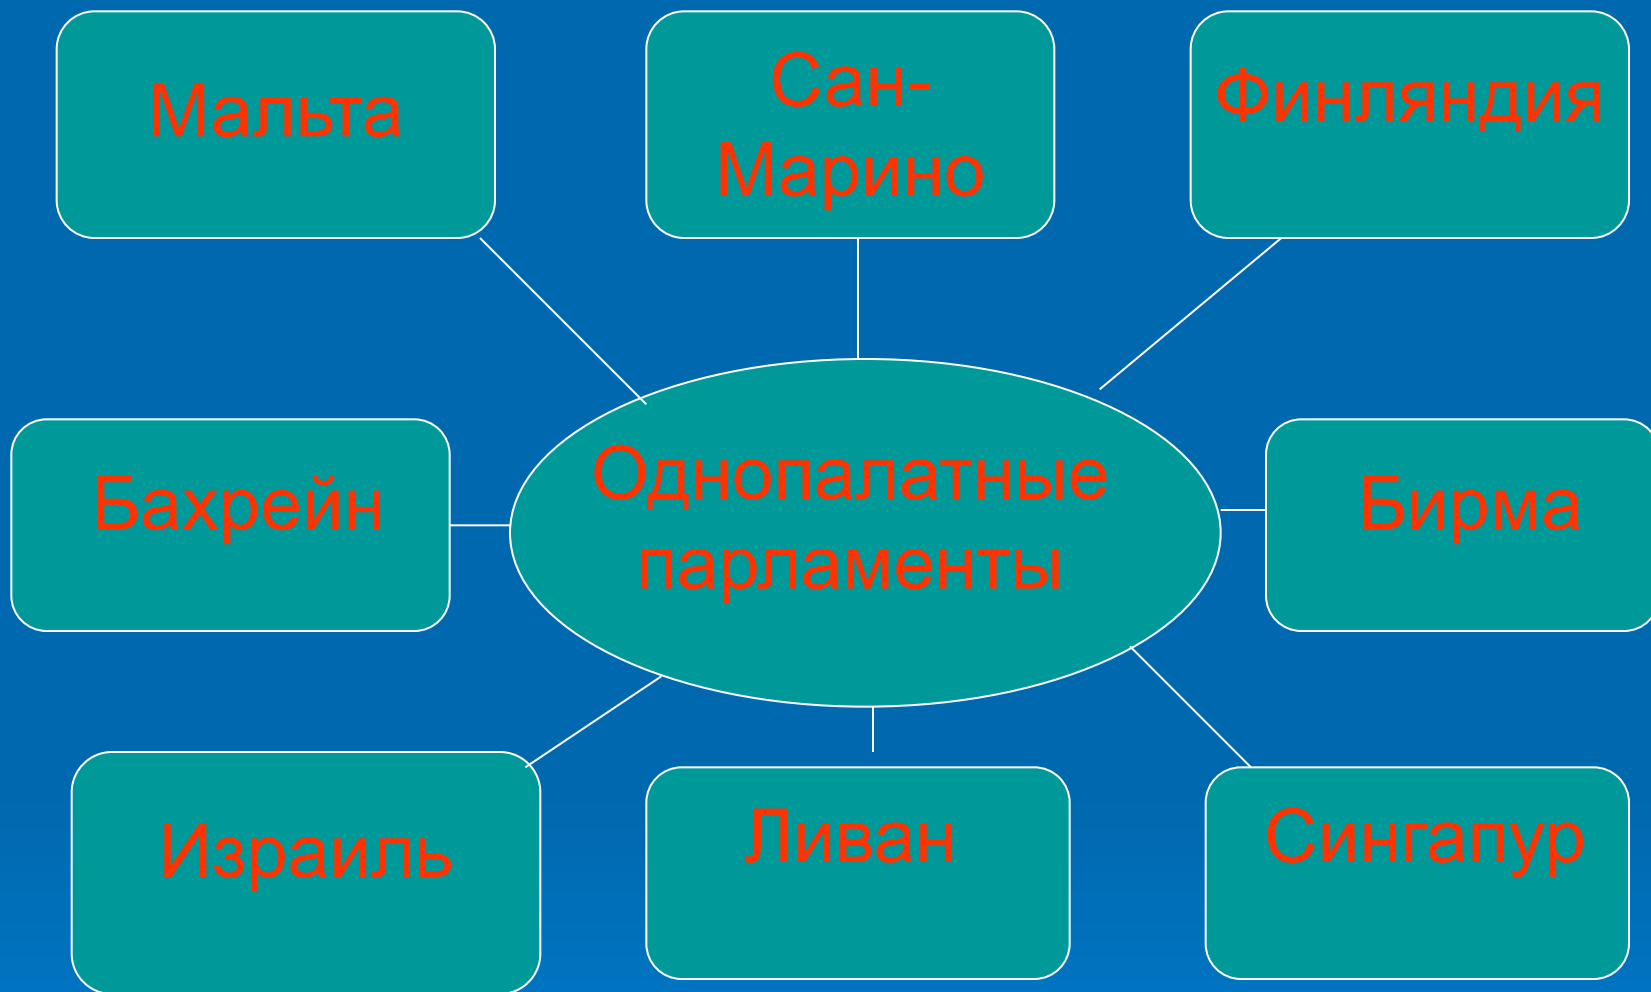 Мальта
Сан-
Марино
Финляндия
Бахрейн
Однопалатные
парламенты
Бирма
Израиль
Ливан
Сингапур